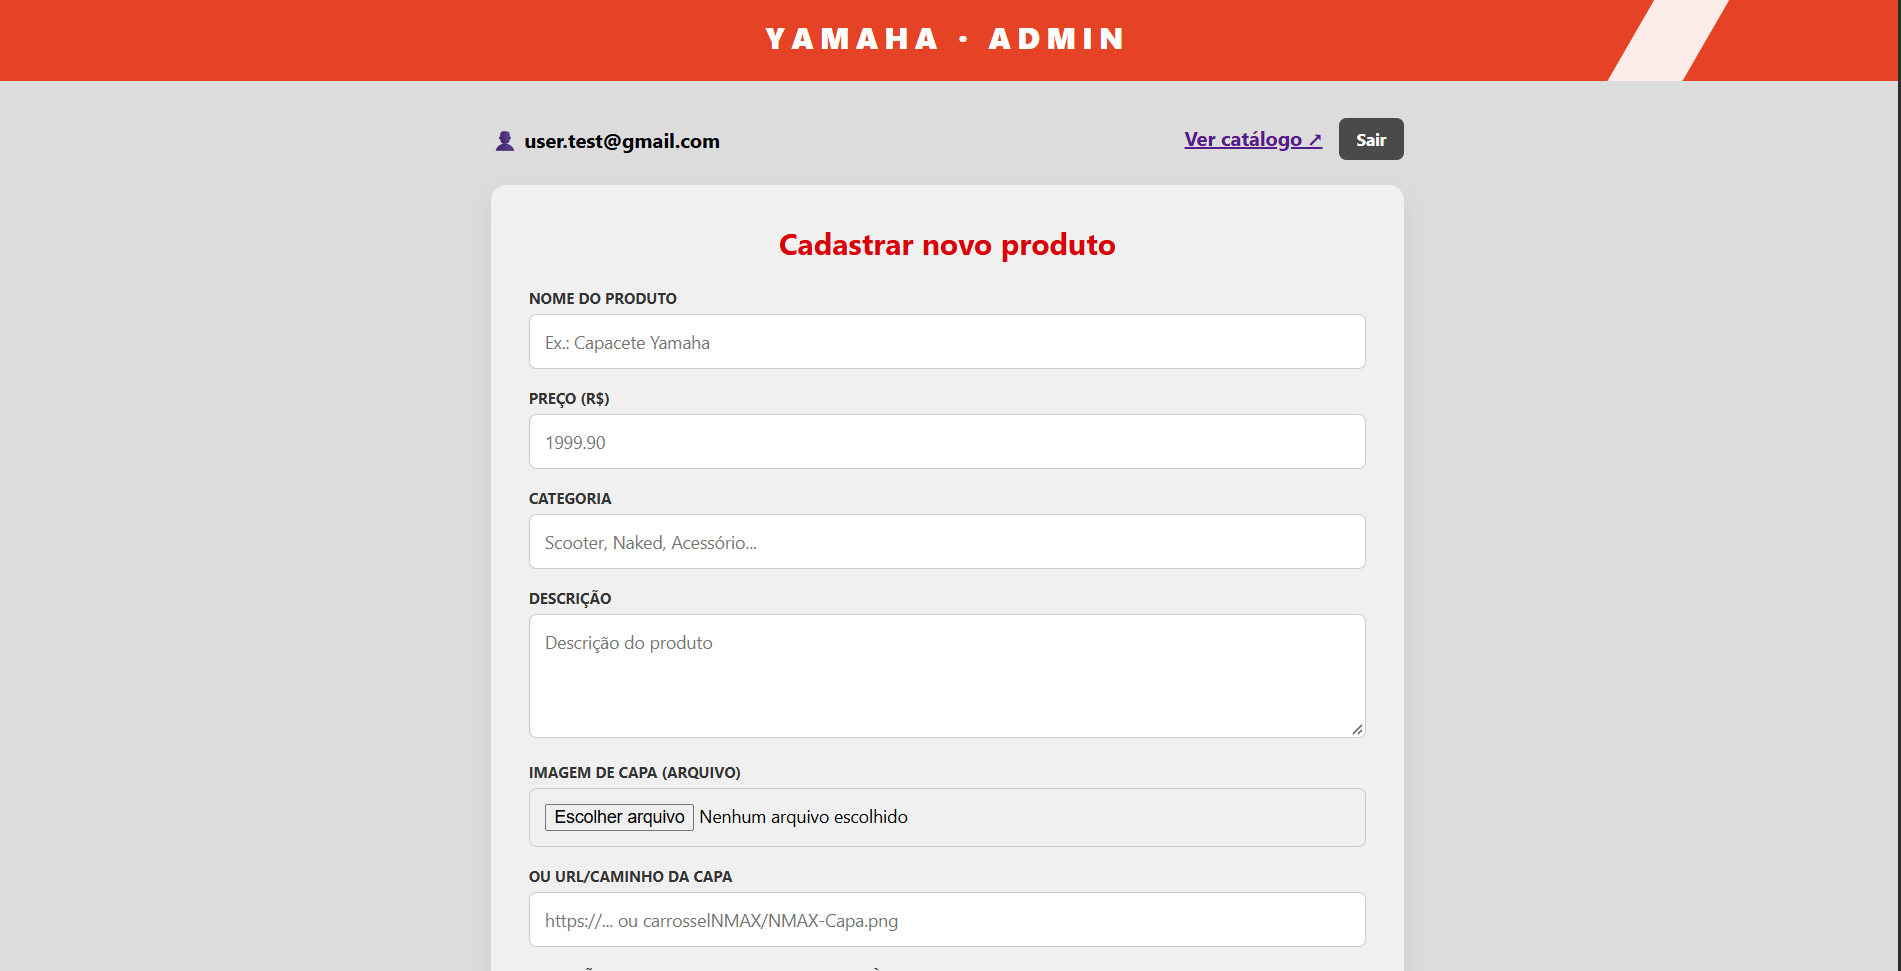 YAMAHA · ADMIN
user.test@gmail.com
Ver catálogo ↗
Sair
Cadastrar novo produto
NOME DO PRODUTO
Ex.: Capacete Yamaha
PREÇO (R$)
1999.90
CATEGORIA
Scooter, Naked, Acessório...
DESCRIÇÃO
Descrição do produto
IMAGEM DE CAPA (ARQUIVO)
Escolher arquivo Nenhum arquivo escolhido
OU URL/CAMINHO DA CAPA
https://... ou carrosselNMAX/NMAX-Capa.png